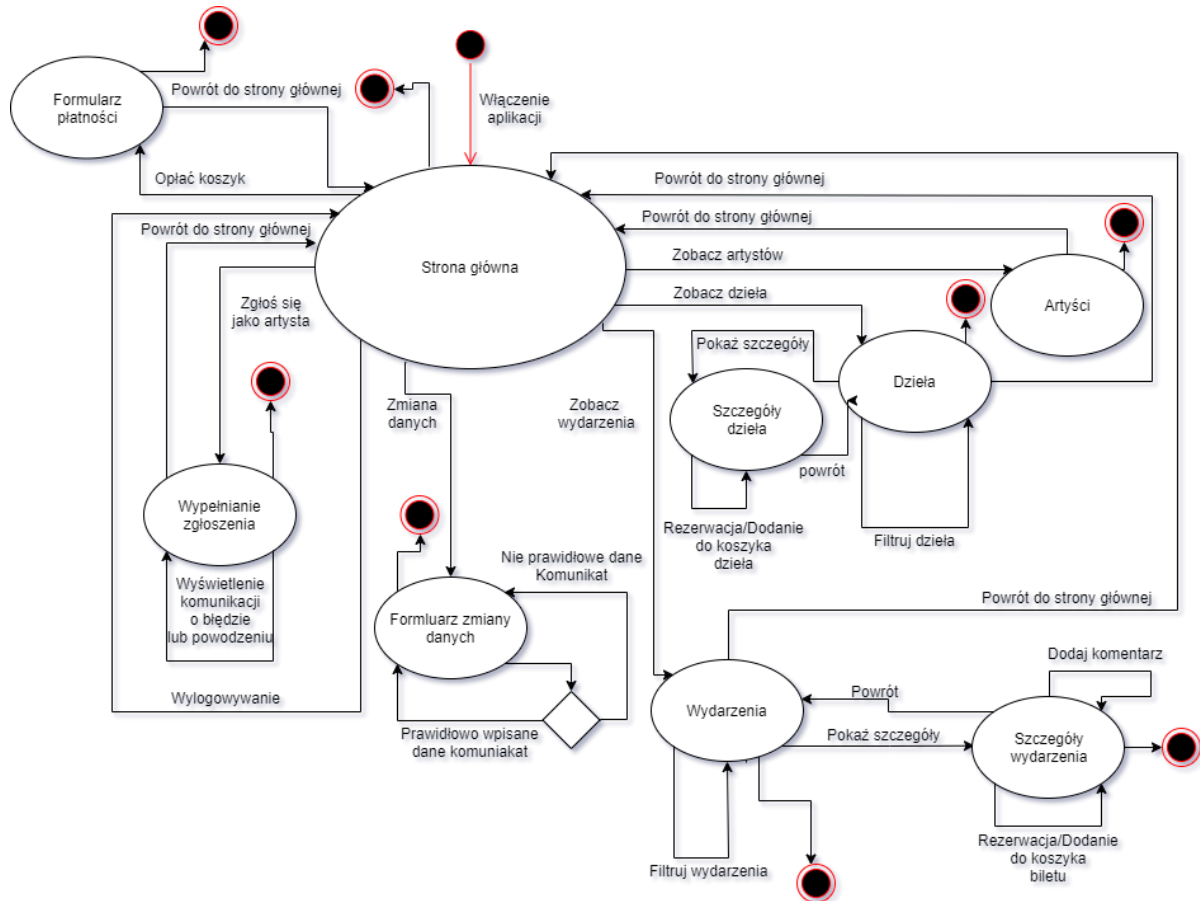 Formularz
płatności
Powrót do strony głównej
Włączenie
aplikacji
Opłać koszyk
Powrót do strony głównej
Powrót do strony głównej
Powrót do strony głównej
Strona główna
Zobacz artystów
Artyści
Zgłoś się
jako artysta
Zobacz dzieła
Pokaż szczegóły
Dzieła
Zmiana
danych
Zobacz
wydarzenia
Szczegóły
dzieła
powrót
Wypełnianie
zgłoszenia
Rezerwacja/Dodanie
do koszyka
dzieła
Filtruj dzieła
Nie prawidłowe dane
Komunikat
Wyświetlenie
komunikacji
o błędzie
lub powodzeniu
Formluarz zmiany
danych
Powrót do strony głównej
Dodaj komentarz
Wylogowywanie
Powrót
Wydarzenia
Prawidłowo wpisane
dane komuniakat
Pokaż szczegóły
Szczegóły
wydarzenia
Rezerwacja/Dodanie
do koszyka
biletu
Filtruj wydarzenia